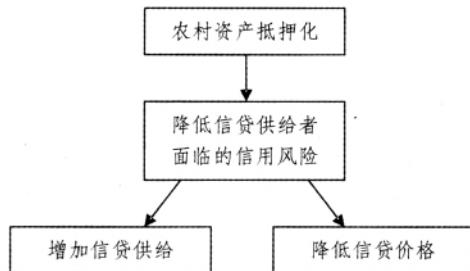 农村资产抵押化
降低信贷供给者
面临的信用风险
增加信贷供给
降低信贷价格